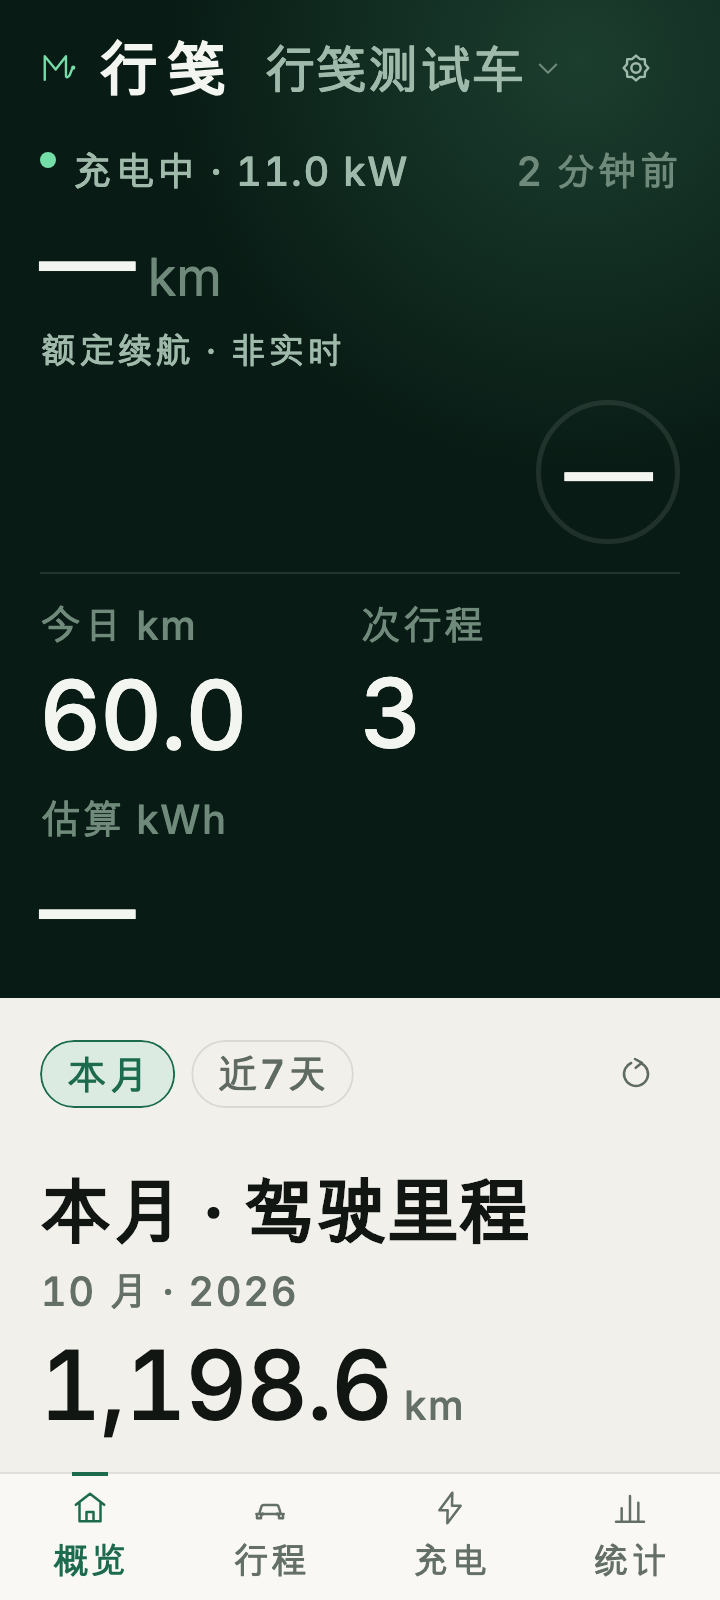 行笺 行笺测试车
充电中 · 11.0 kW 2 分钟前
— km
额定续航 · 非实时
—
今日 km 次行程
60.0 3
估算 kWh
—
本月 近7天
本月 · 驾驶里程
10 月 · 2026
1,198.6 km
概览 行程 充电 统计